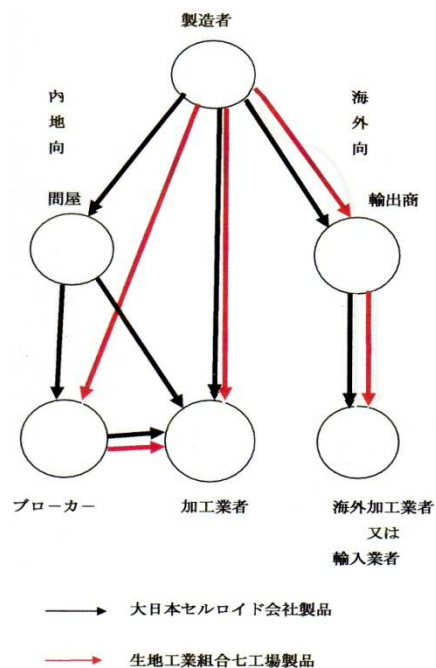 製造者
内地向
海外向
問屋
輸出商
ブローカー
加工業者
海外加工業者
又は
輸入業者
大日本セルロイド会社製品
生地工業組合七工場製品